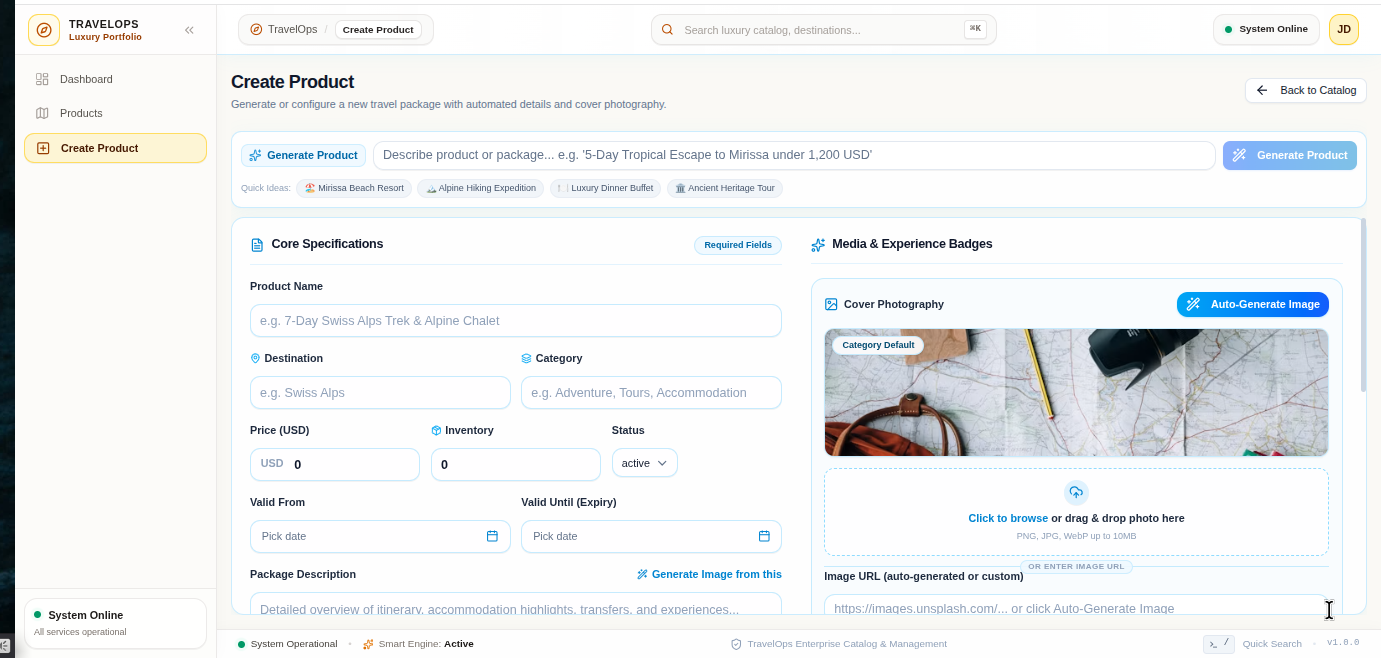 TRAVELOPS
Luxury Portfolio
TravelOps / Create Product
Search luxury catalog, destinations...
⌘K
System Online
JD
Dashboard
Products
Create Product
Create Product
Generate or configure a new travel package with automated details and cover photography.
Back to Catalog
Generate Product
Describe product or package... e.g. '5-Day Tropical Escape to Mirissa under 1,200 USD'
Generate Product
Quick Ideas: Mirissa Beach Resort Alpine Hiking Expedition Luxury Dinner Buffet Ancient Heritage Tour
Core Specifications
Required Fields
Product Name
e.g. 7-Day Swiss Alps Trek & Alpine Chalet
Destination Category
e.g. Swiss Alps e.g. Adventure, Tours, Accommodation
Price (USD) Inventory Status
USD 0 0 active
Valid From Valid Until (Expiry)
Pick date Pick date
Package Description Generate Image from this
Detailed overview of itinerary, accommodation highlights, transfers, and experiences...
Media & Experience Badges
Cover Photography
Auto-Generate Image
Category Default
Click to browse or drag & drop photo here
PNG, JPG, WebP up to 10MB
OR ENTER IMAGE URL
Image URL (auto-generated or custom)
https://images.unsplash.com/... or click Auto-Generate Image
System Online
All services operational
System Operational • Smart Engine: Active
TravelOps Enterprise Catalog & Management
>_ / Quick Search • v1.0.0